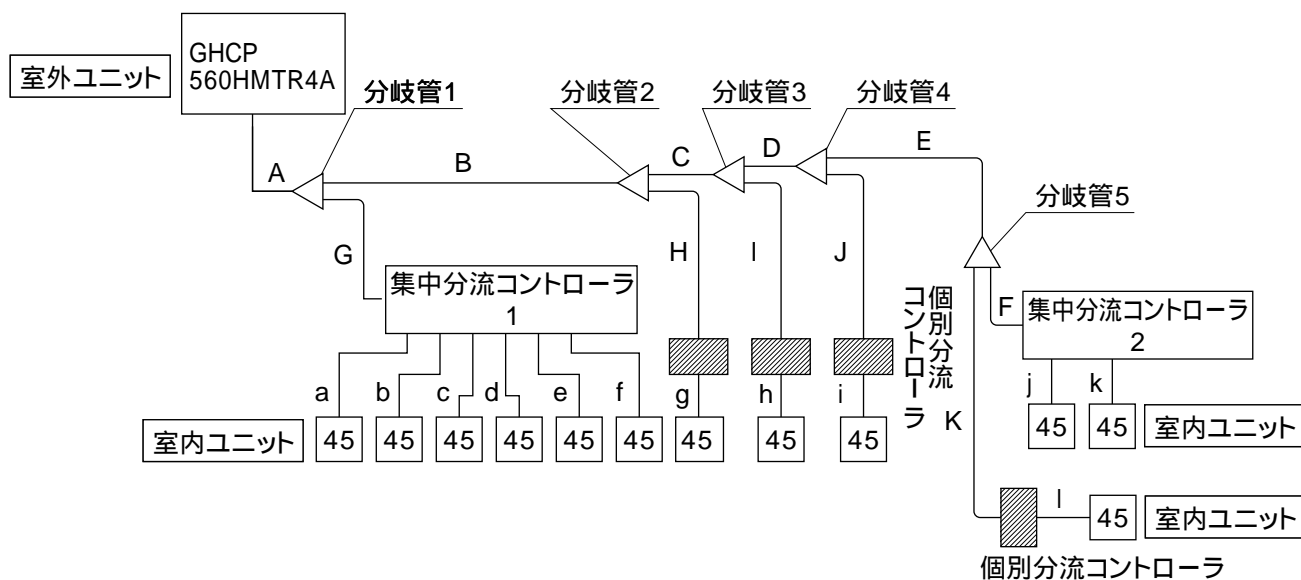 GHCP
560HMTR4A
室外ユニット
分岐管1
分岐管2
分岐管3
分岐管4
A
B
C
D
E
分岐管5
G
H
I
J
個別分流
コントローラ
K
F
集中分流コントローラ
1
集中分流コントローラ
2
a
b
c
d
e
f
g
h
i
j
k
室内ユニット
45
45
45
45
45
45
45
45
45
45
45
室内ユニット
l
45
室内ユニット
個別分流コントローラ